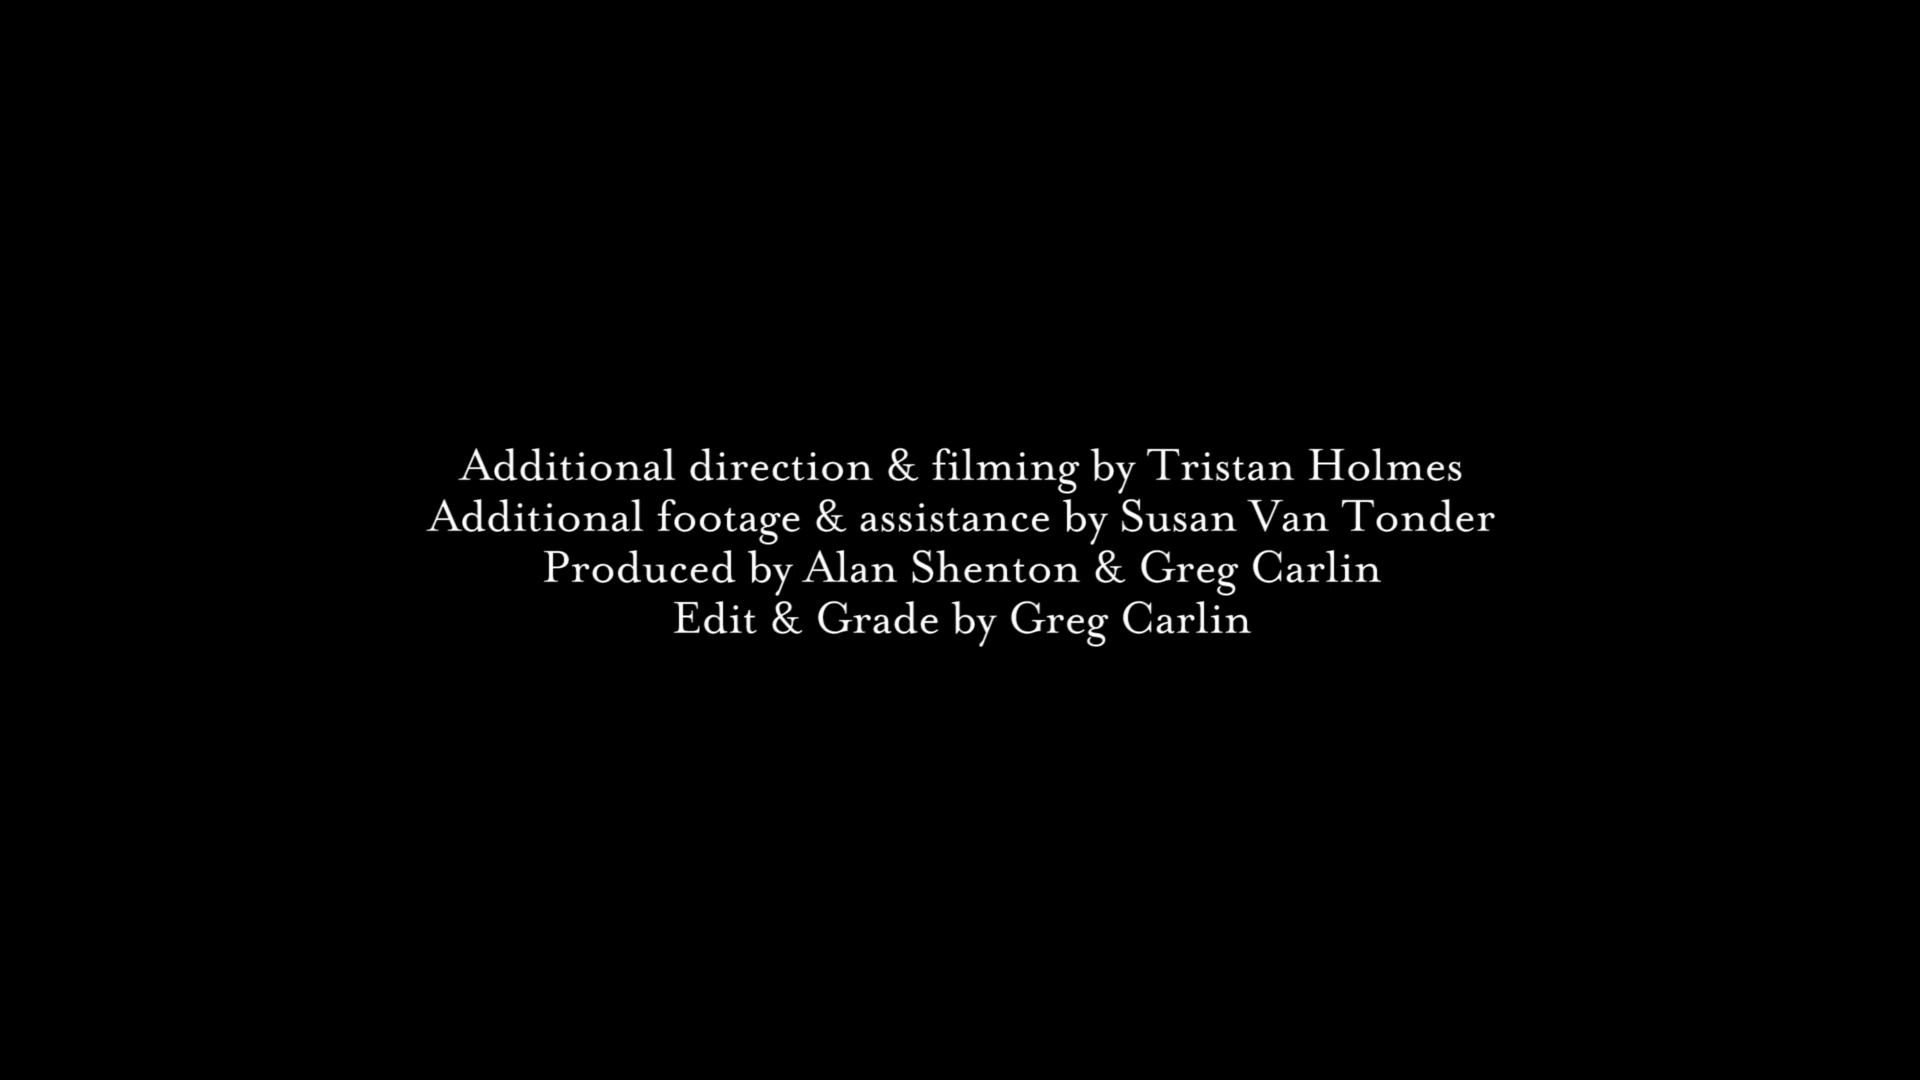 Additional direction & filming by Tristan Holmes
Additional footage & assistance by Susan Van Tonder
Produced by Alan Shenton & Greg Carlin
Edit & Grade by Greg Carlin